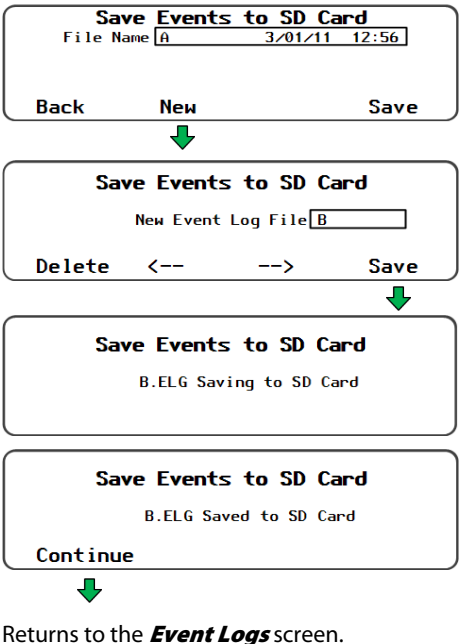 Save Events to SD Card
File Name A 3/01/11 12:56
Back New Save
Save Events to SD Card
New Event Log File B
Delete <-- --> Save
Save Events to SD Card
B.ELG Saving to SD Card
Save Events to SD Card
B.ELG Saved to SD Card
Continue
Returns to the Event Logs screen.